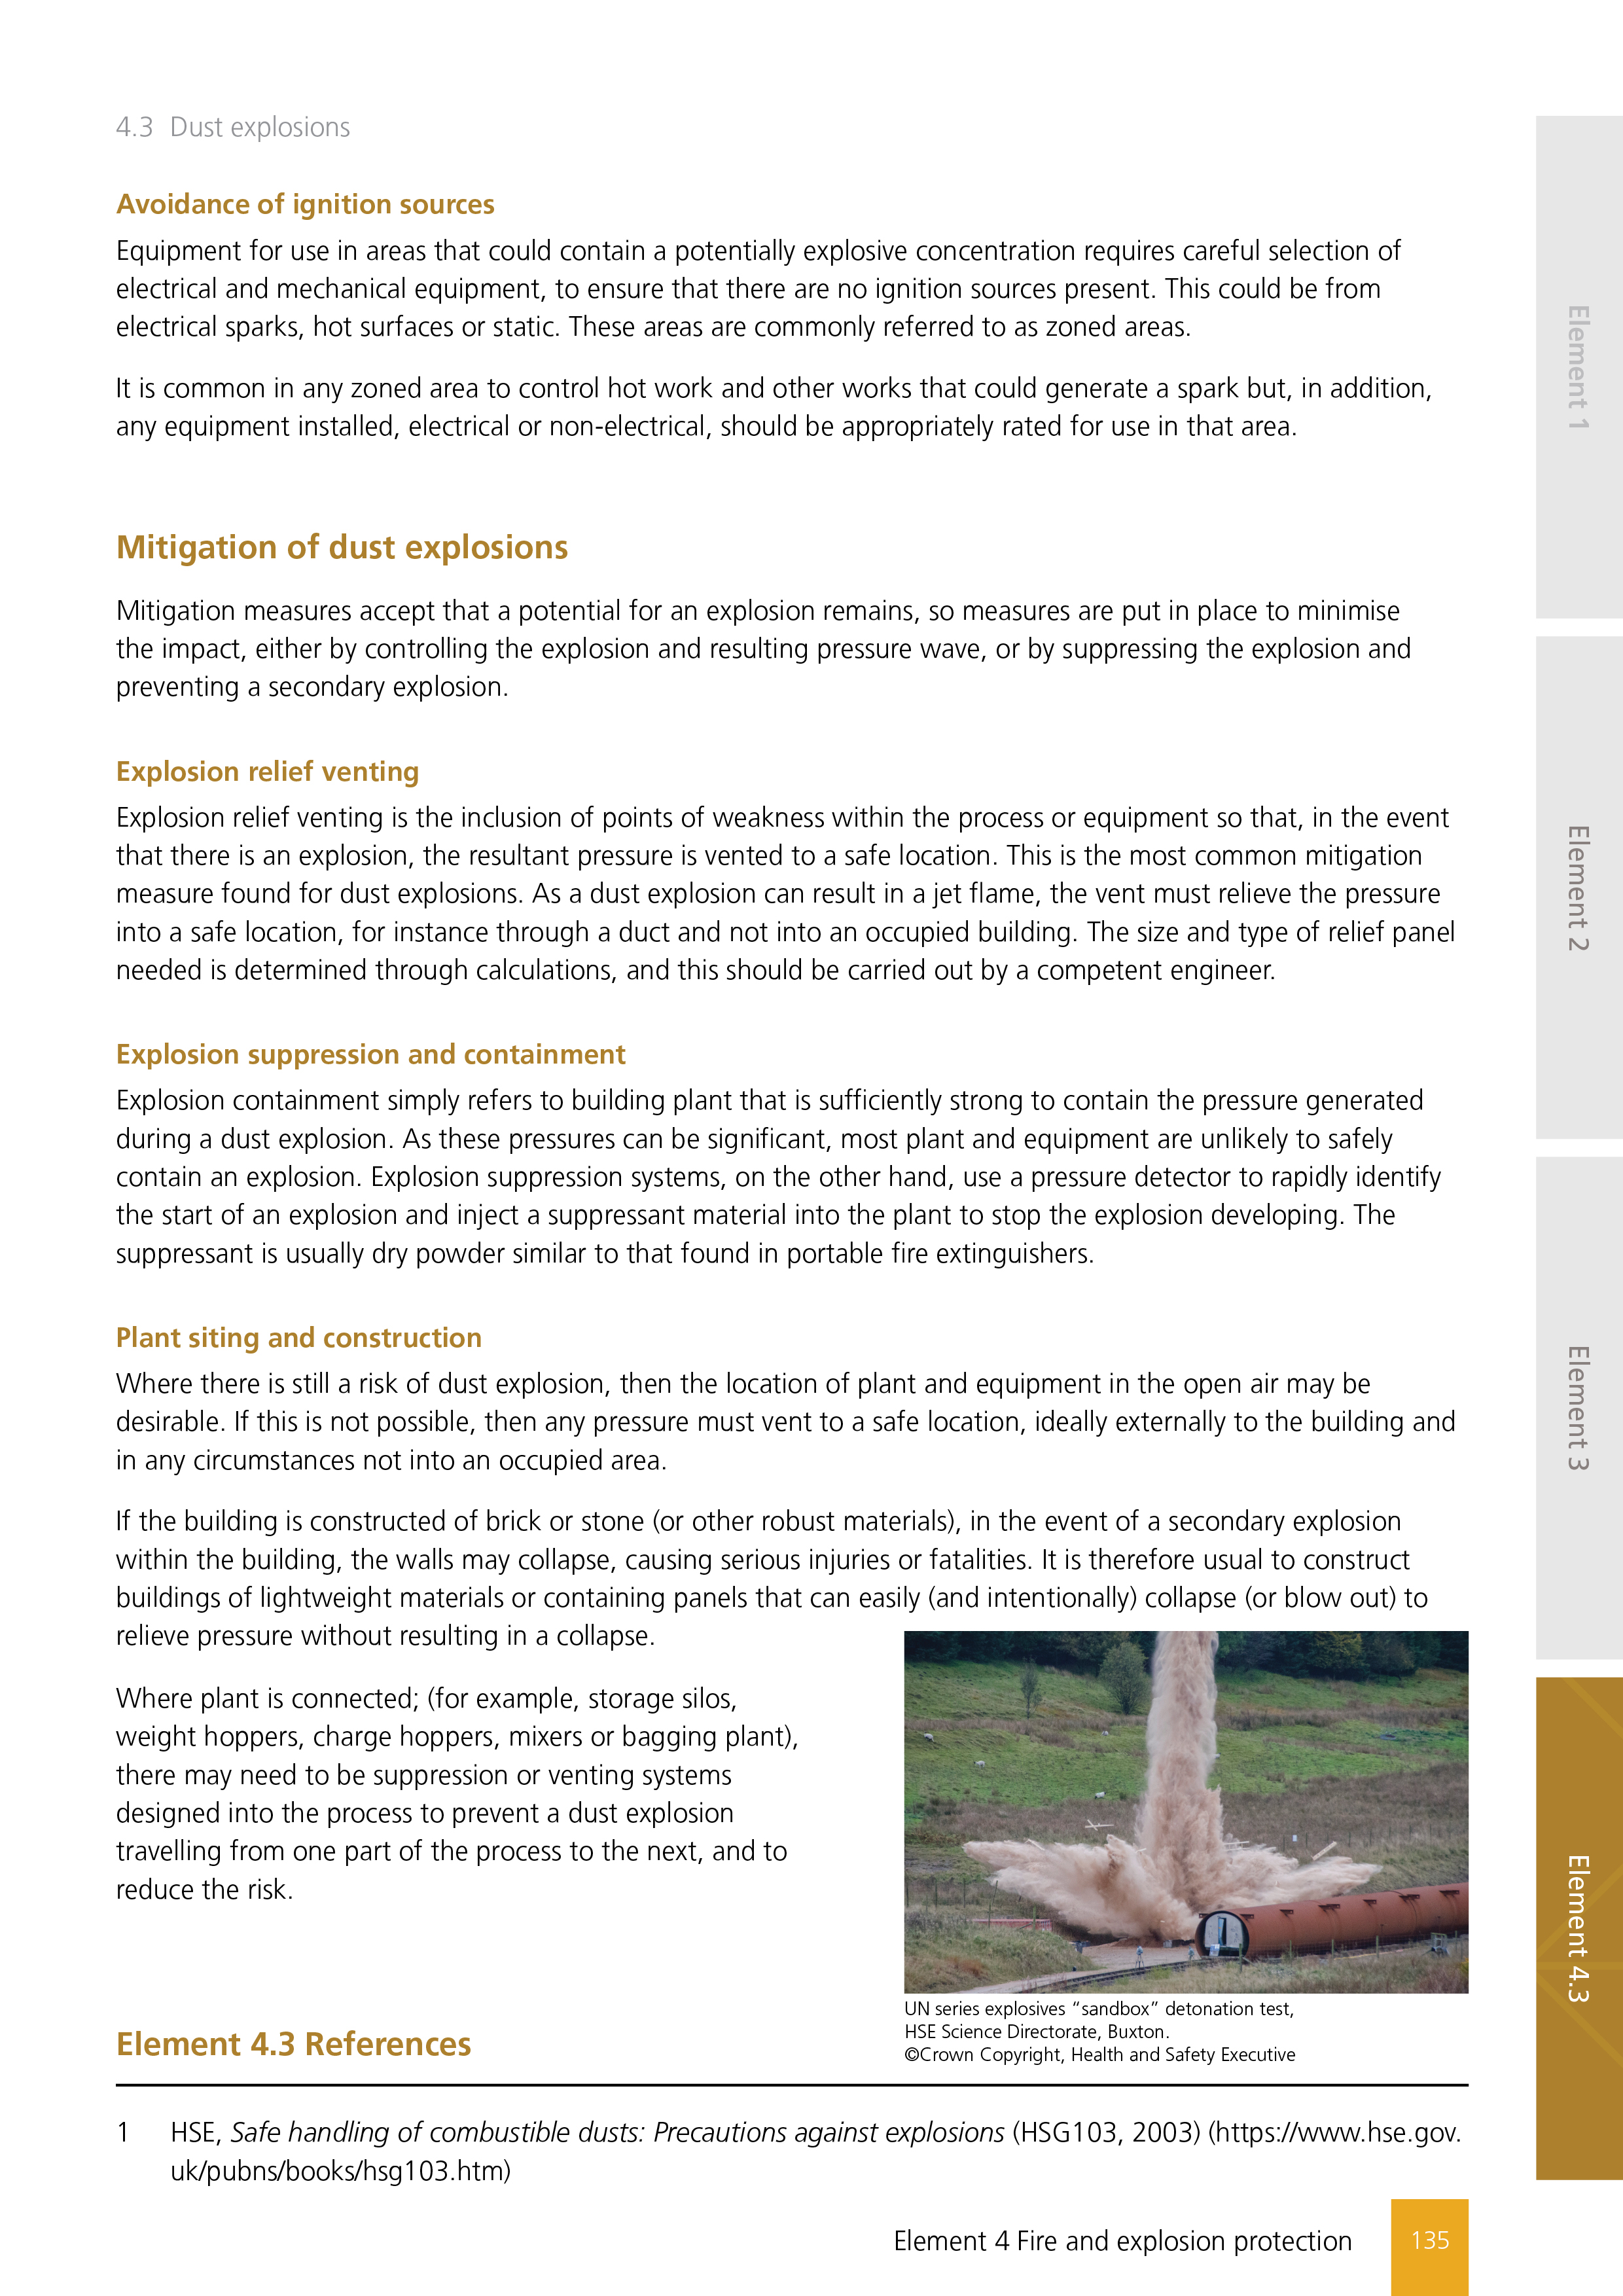 4.3 Dust explosions
Avoidance of ignition sources
Equipment for use in areas that could contain a potentially explosive concentration requires careful selection of
electrical and mechanical equipment, to ensure that there are no ignition sources present. This could be from
electrical sparks, hot surfaces or static. These areas are commonly referred to as zoned areas.
It is common in any zoned area to control hot work and other works that could generate a spark but, in addition,
any equipment installed, electrical or non-electrical, should be appropriately rated for use in that area.
Mitigation of dust explosions
Mitigation measures accept that a potential for an explosion remains, so measures are put in place to minimise
the impact, either by controlling the explosion and resulting pressure wave, or by suppressing the explosion and
preventing a secondary explosion.
Explosion relief venting
Explosion relief venting is the inclusion of points of weakness within the process or equipment so that, in the event
that there is an explosion, the resultant pressure is vented to a safe location. This is the most common mitigation
measure found for dust explosions. As a dust explosion can result in a jet flame, the vent must relieve the pressure
into a safe location, for instance through a duct and not into an occupied building. The size and type of relief panel
needed is determined through calculations, and this should be carried out by a competent engineer.
Explosion suppression and containment
Explosion containment simply refers to building plant that is sufficiently strong to contain the pressure generated
during a dust explosion. As these pressures can be significant, most plant and equipment are unlikely to safely
contain an explosion. Explosion suppression systems, on the other hand, use a pressure detector to rapidly identify
the start of an explosion and inject a suppressant material into the plant to stop the explosion developing. The
suppressant is usually dry powder similar to that found in portable fire extinguishers.
Plant siting and construction
Where there is still a risk of dust explosion, then the location of plant and equipment in the open air may be
desirable. If this is not possible, then any pressure must vent to a safe location, ideally externally to the building and
in any circumstances not into an occupied area.
If the building is constructed of brick or stone (or other robust materials), in the event of a secondary explosion
within the building, the walls may collapse, causing serious injuries or fatalities. It is therefore usual to construct
buildings of lightweight materials or containing panels that can easily (and intentionally) collapse (or blow out) to
relieve pressure without resulting in a collapse.
Where plant is connected; (for example, storage silos,
weight hoppers, charge hoppers, mixers or bagging plant),
there may need to be suppression or venting systems
designed into the process to prevent a dust explosion
travelling from one part of the process to the next, and to
reduce the risk.
UN series explosives “sandbox” detonation test,
HSE Science Directorate, Buxton.
©Crown Copyright, Health and Safety Executive
Element 4.3 References
1 HSE, Safe handling of combustible dusts: Precautions against explosions (HSG103, 2003) (https://www.hse.gov.
uk/pubns/books/hsg103.htm)
Element 4 Fire and explosion protection 135
Element 1
Element 2
Element 3
Element 4.3